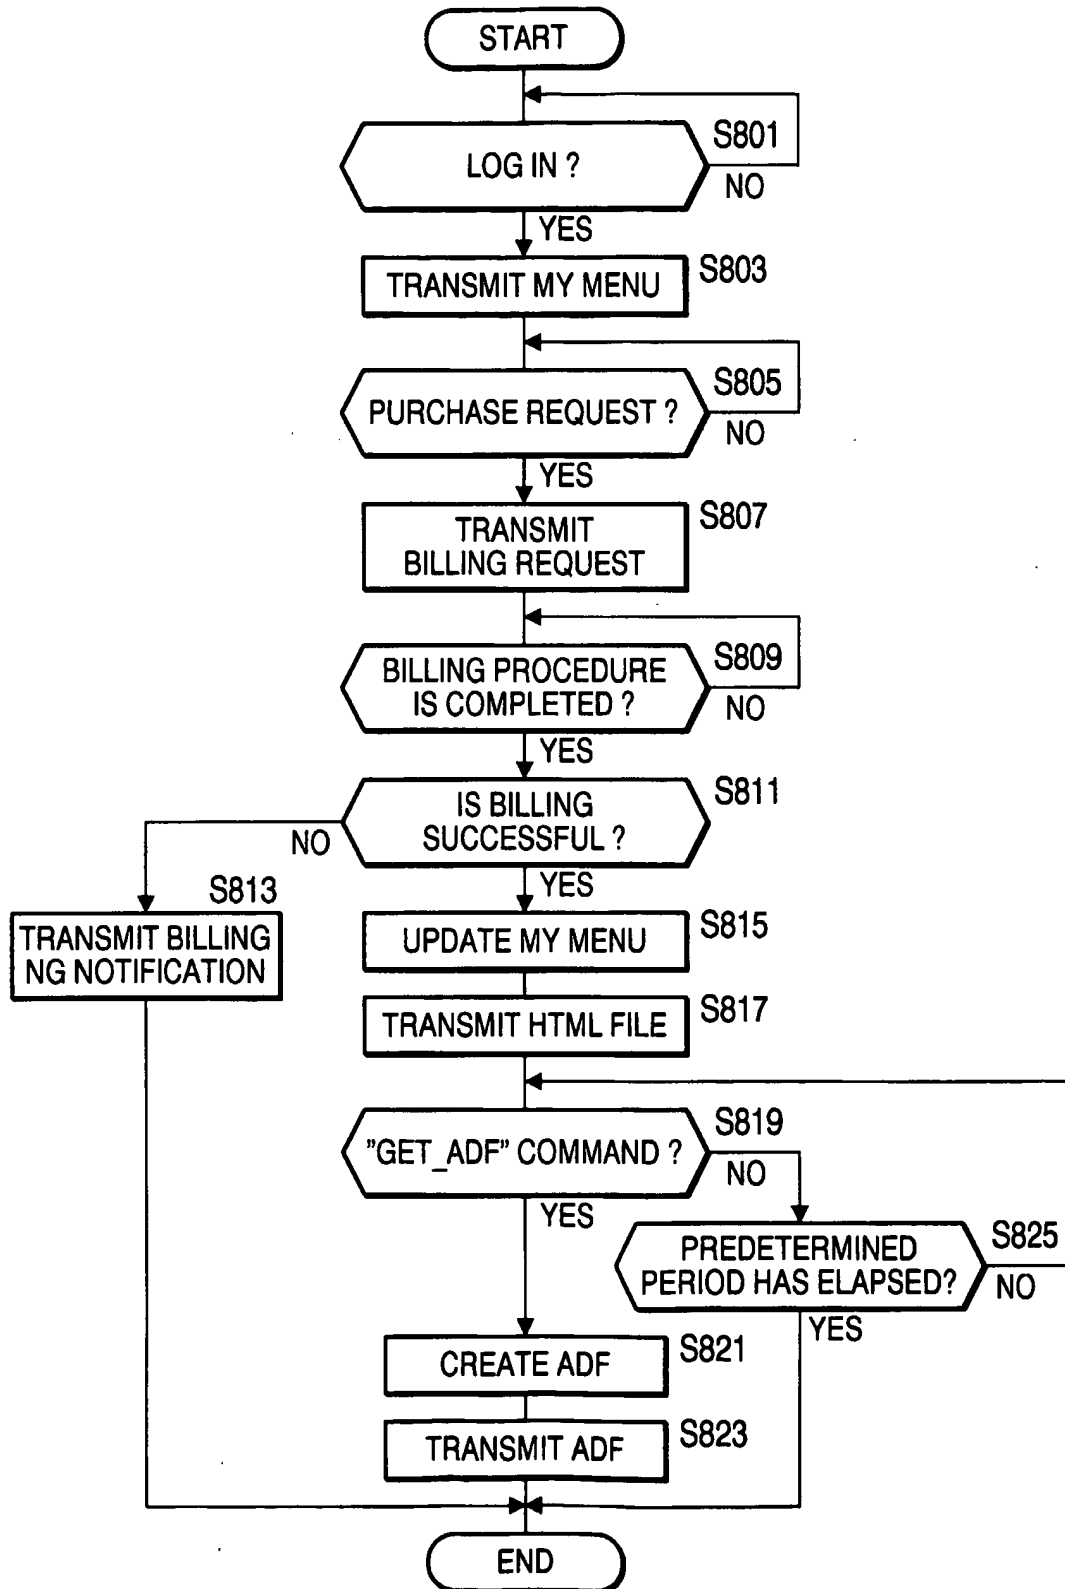 START
S801
LOG IN ?
NO
YES
TRANSMIT MY MENU
S803
S805
PURCHASE REQUEST ?
NO
YES
S807
TRANSMIT
BILLING REQUEST
S809
BILLING PROCEDURE
IS COMPLETED ?
NO
YES
S811
IS BILLING
SUCCESSFUL ?
NO
YES
S813
TRANSMIT BILLING
NG NOTIFICATION
UPDATE MY MENU
S815
TRANSMIT HTML FILE
S817
S819
"GET_ADF" COMMAND ?
NO
YES
S825
PREDETERMINED
PERIOD HAS ELAPSED?
NO
YES
CREATE ADF
S821
TRANSMIT ADF
S823
END